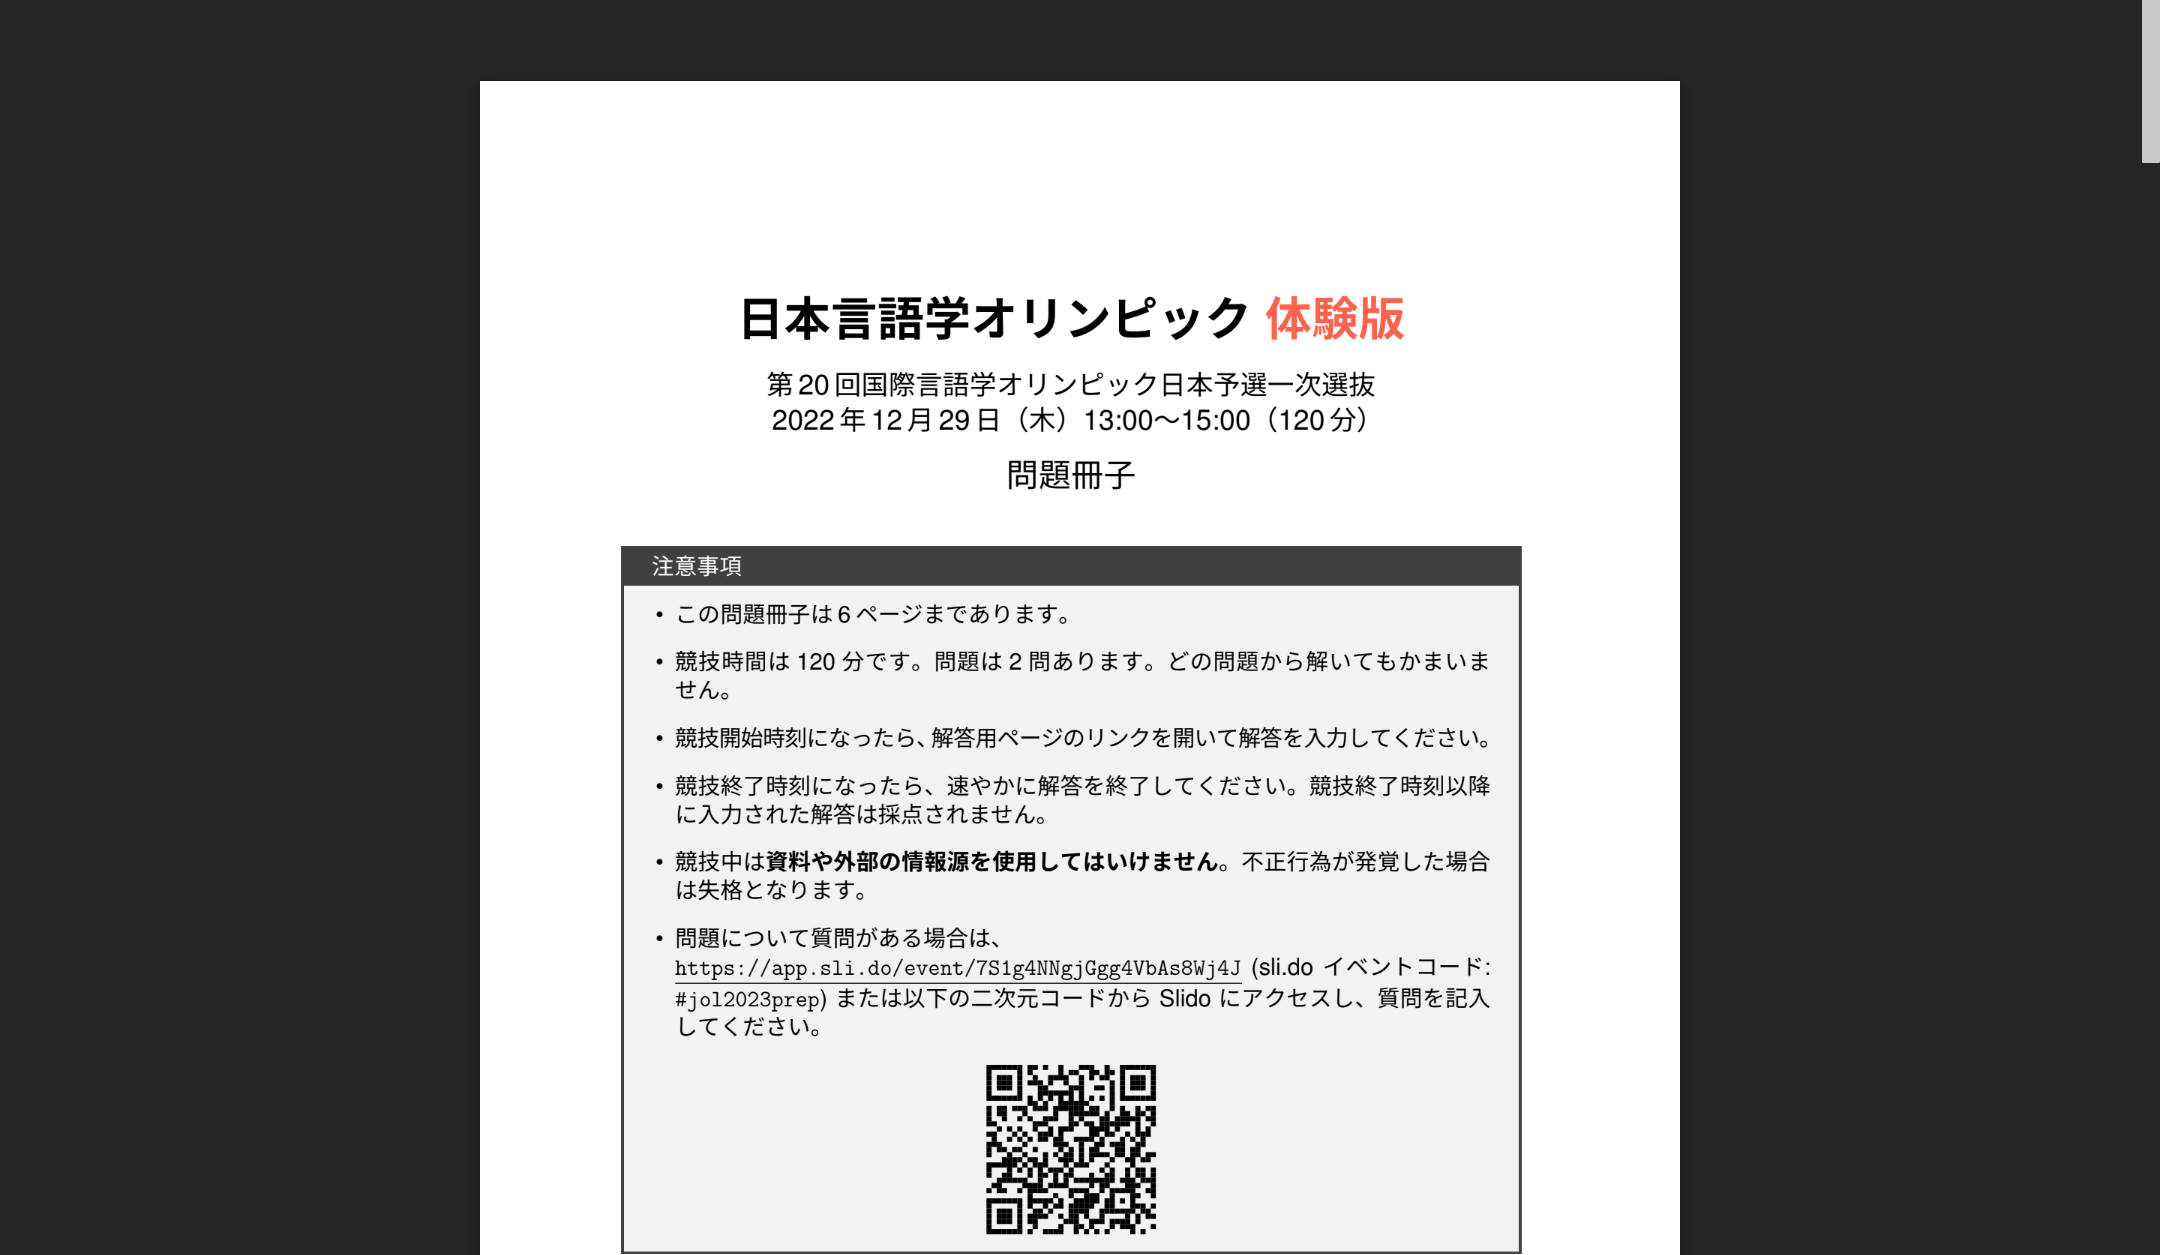 日本言語学オリンピック 体験版
第20回国際言語学オリンピック日本予選一次選抜
2022年12月29日（木）13:00〜15:00（120分）
問題冊子
注意事項
• この問題冊子は6ページまであります。
• 競技時間は 120 分です。問題は 2 問あります。どの問題から解いてもかまいま
せん。
• 競技開始時刻になったら、解答用ページのリンクを開いて解答を入力してください。
• 競技終了時刻になったら、速やかに解答を終了してください。競技終了時刻以降
に入力された解答は採点されません。
• 競技中は資料や外部の情報源を使用してはいけません。不正行為が発覚した場合
は失格となります。
• 問題について質問がある場合は、
https://app.sli.do/event/7S1g4NNgjGgg4VbAs8Wj4J (sli.do イベントコード:
#jol2023prep) または以下の二次元コードから Slido にアクセスし、質問を記入
してください。